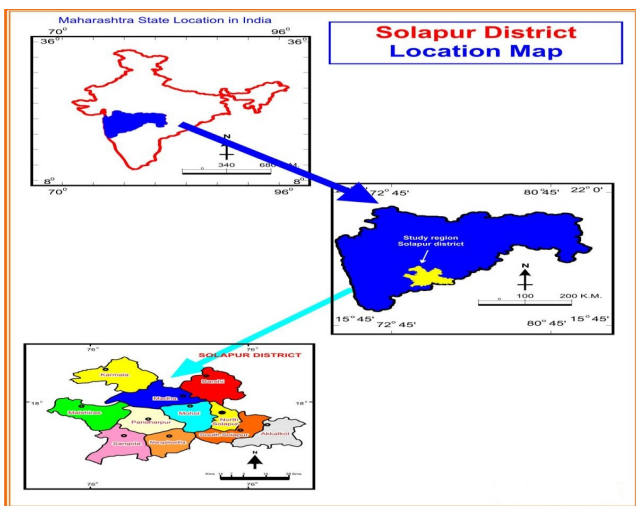 Maharashtra State Location in India
70°
96°
36°
36°
N
0
340
8°
8°
70°
96°
Solapur District
Location Map
72° 45'
80° 45'
22° 0'
Study region
Solapur district
N
0
100
200 K.M.
15° 45'
15° 45'
72° 45'
80° 45'
76°
76°
SOLAPUR DISTRICT
Karmala
Barshi
Madha
18°
18°
Malshiras
Mohol
North
Solapur
Pandharpur
South Solapur
Akkalkot
Sangola
Mangalwedha
N
Kms
76°
76°